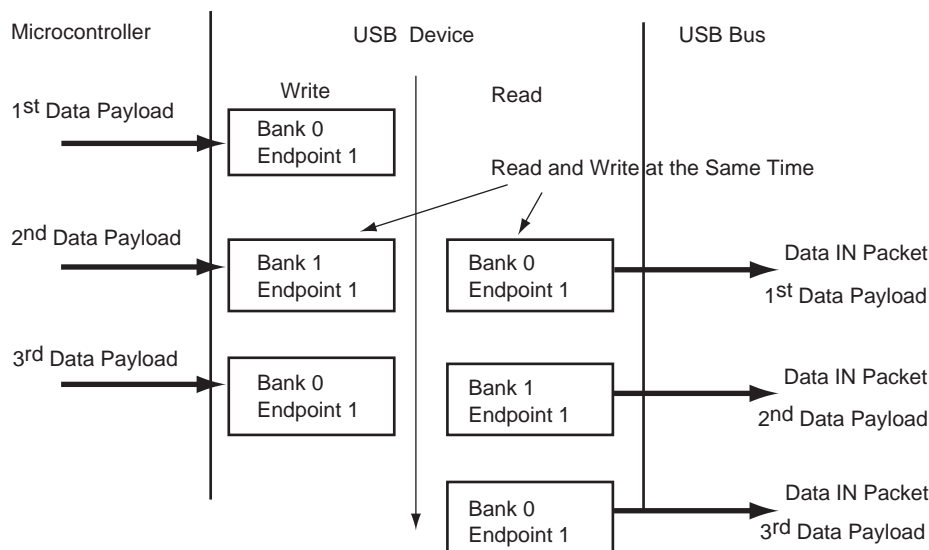 Microcontroller
USB Device
USB Bus
Write
Read
1st Data Payload
Bank 0
Endpoint 1
Read and Write at the Same Time
2nd Data Payload
Bank 1
Endpoint 1
Bank 0
Endpoint 1
Data IN Packet
1st Data Payload
3rd Data Payload
Bank 0
Endpoint 1
Bank 1
Endpoint 1
Data IN Packet
2nd Data Payload
Bank 0
Endpoint 1
Data IN Packet
3rd Data Payload